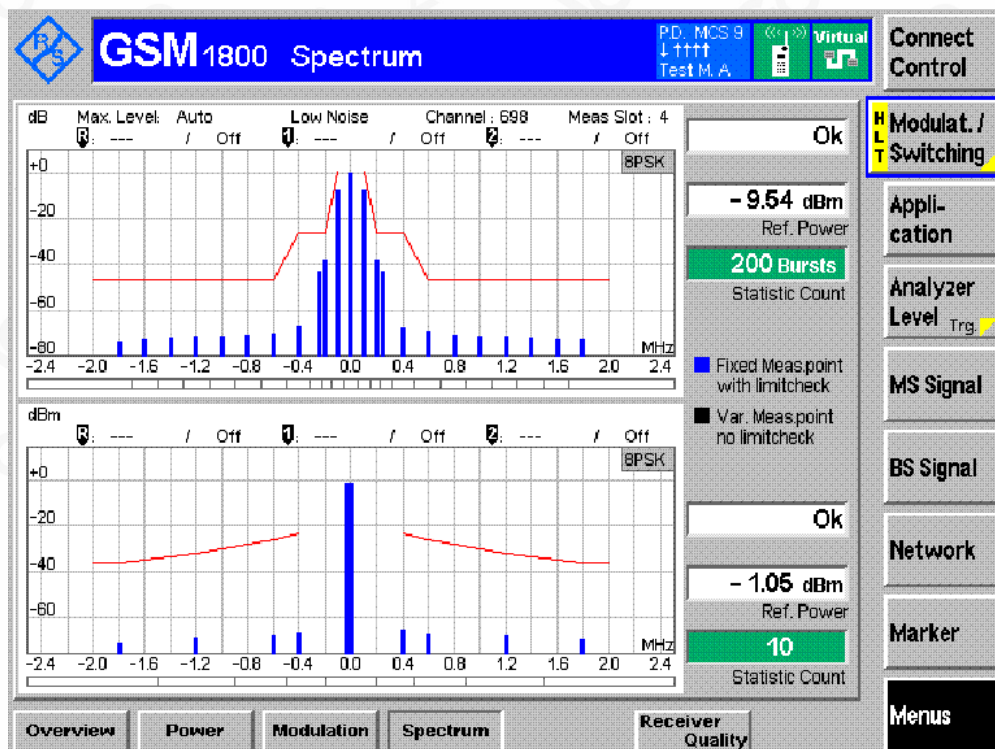 R/S
GSM 1800 Spectrum
P.D. MCS 9
↓ ↑↑↑↑
Test M. A
Virtual
Connect Control
dB Max. Level: Auto Low Noise Channel : 698 Meas Slot : 4
R: --- / Off 1: --- / Off 2: --- / Off
8PSK
+0
-20
-40
-60
-80
MHz
-2.4 -2.0 -1.6 -1.2 -0.8 -0.4 0.0 0.4 0.8 1.2 1.6 2.0 2.4
Ok
- 9.54 dBm
Ref. Power
200 Bursts
Statistic Count
Fixed Meas.point
with limitcheck
Var. Meas.point
no limitcheck
dBm
R: --- / Off 1: --- / Off 2: --- / Off
8PSK
+0
-20
-40
-60
MHz
-2.4 -2.0 -1.6 -1.2 -0.8 -0.4 0.0 0.4 0.8 1.2 1.6 2.0 2.4
Ok
- 1.05 dBm
Ref. Power
10
Statistic Count
HLT
Modulat. /
Switching
Appli-
cation
Analyzer
Level Trg.
MS Signal
BS Signal
Network
Marker
Menus
Overview
Power
Modulation
Spectrum
Receiver
Quality